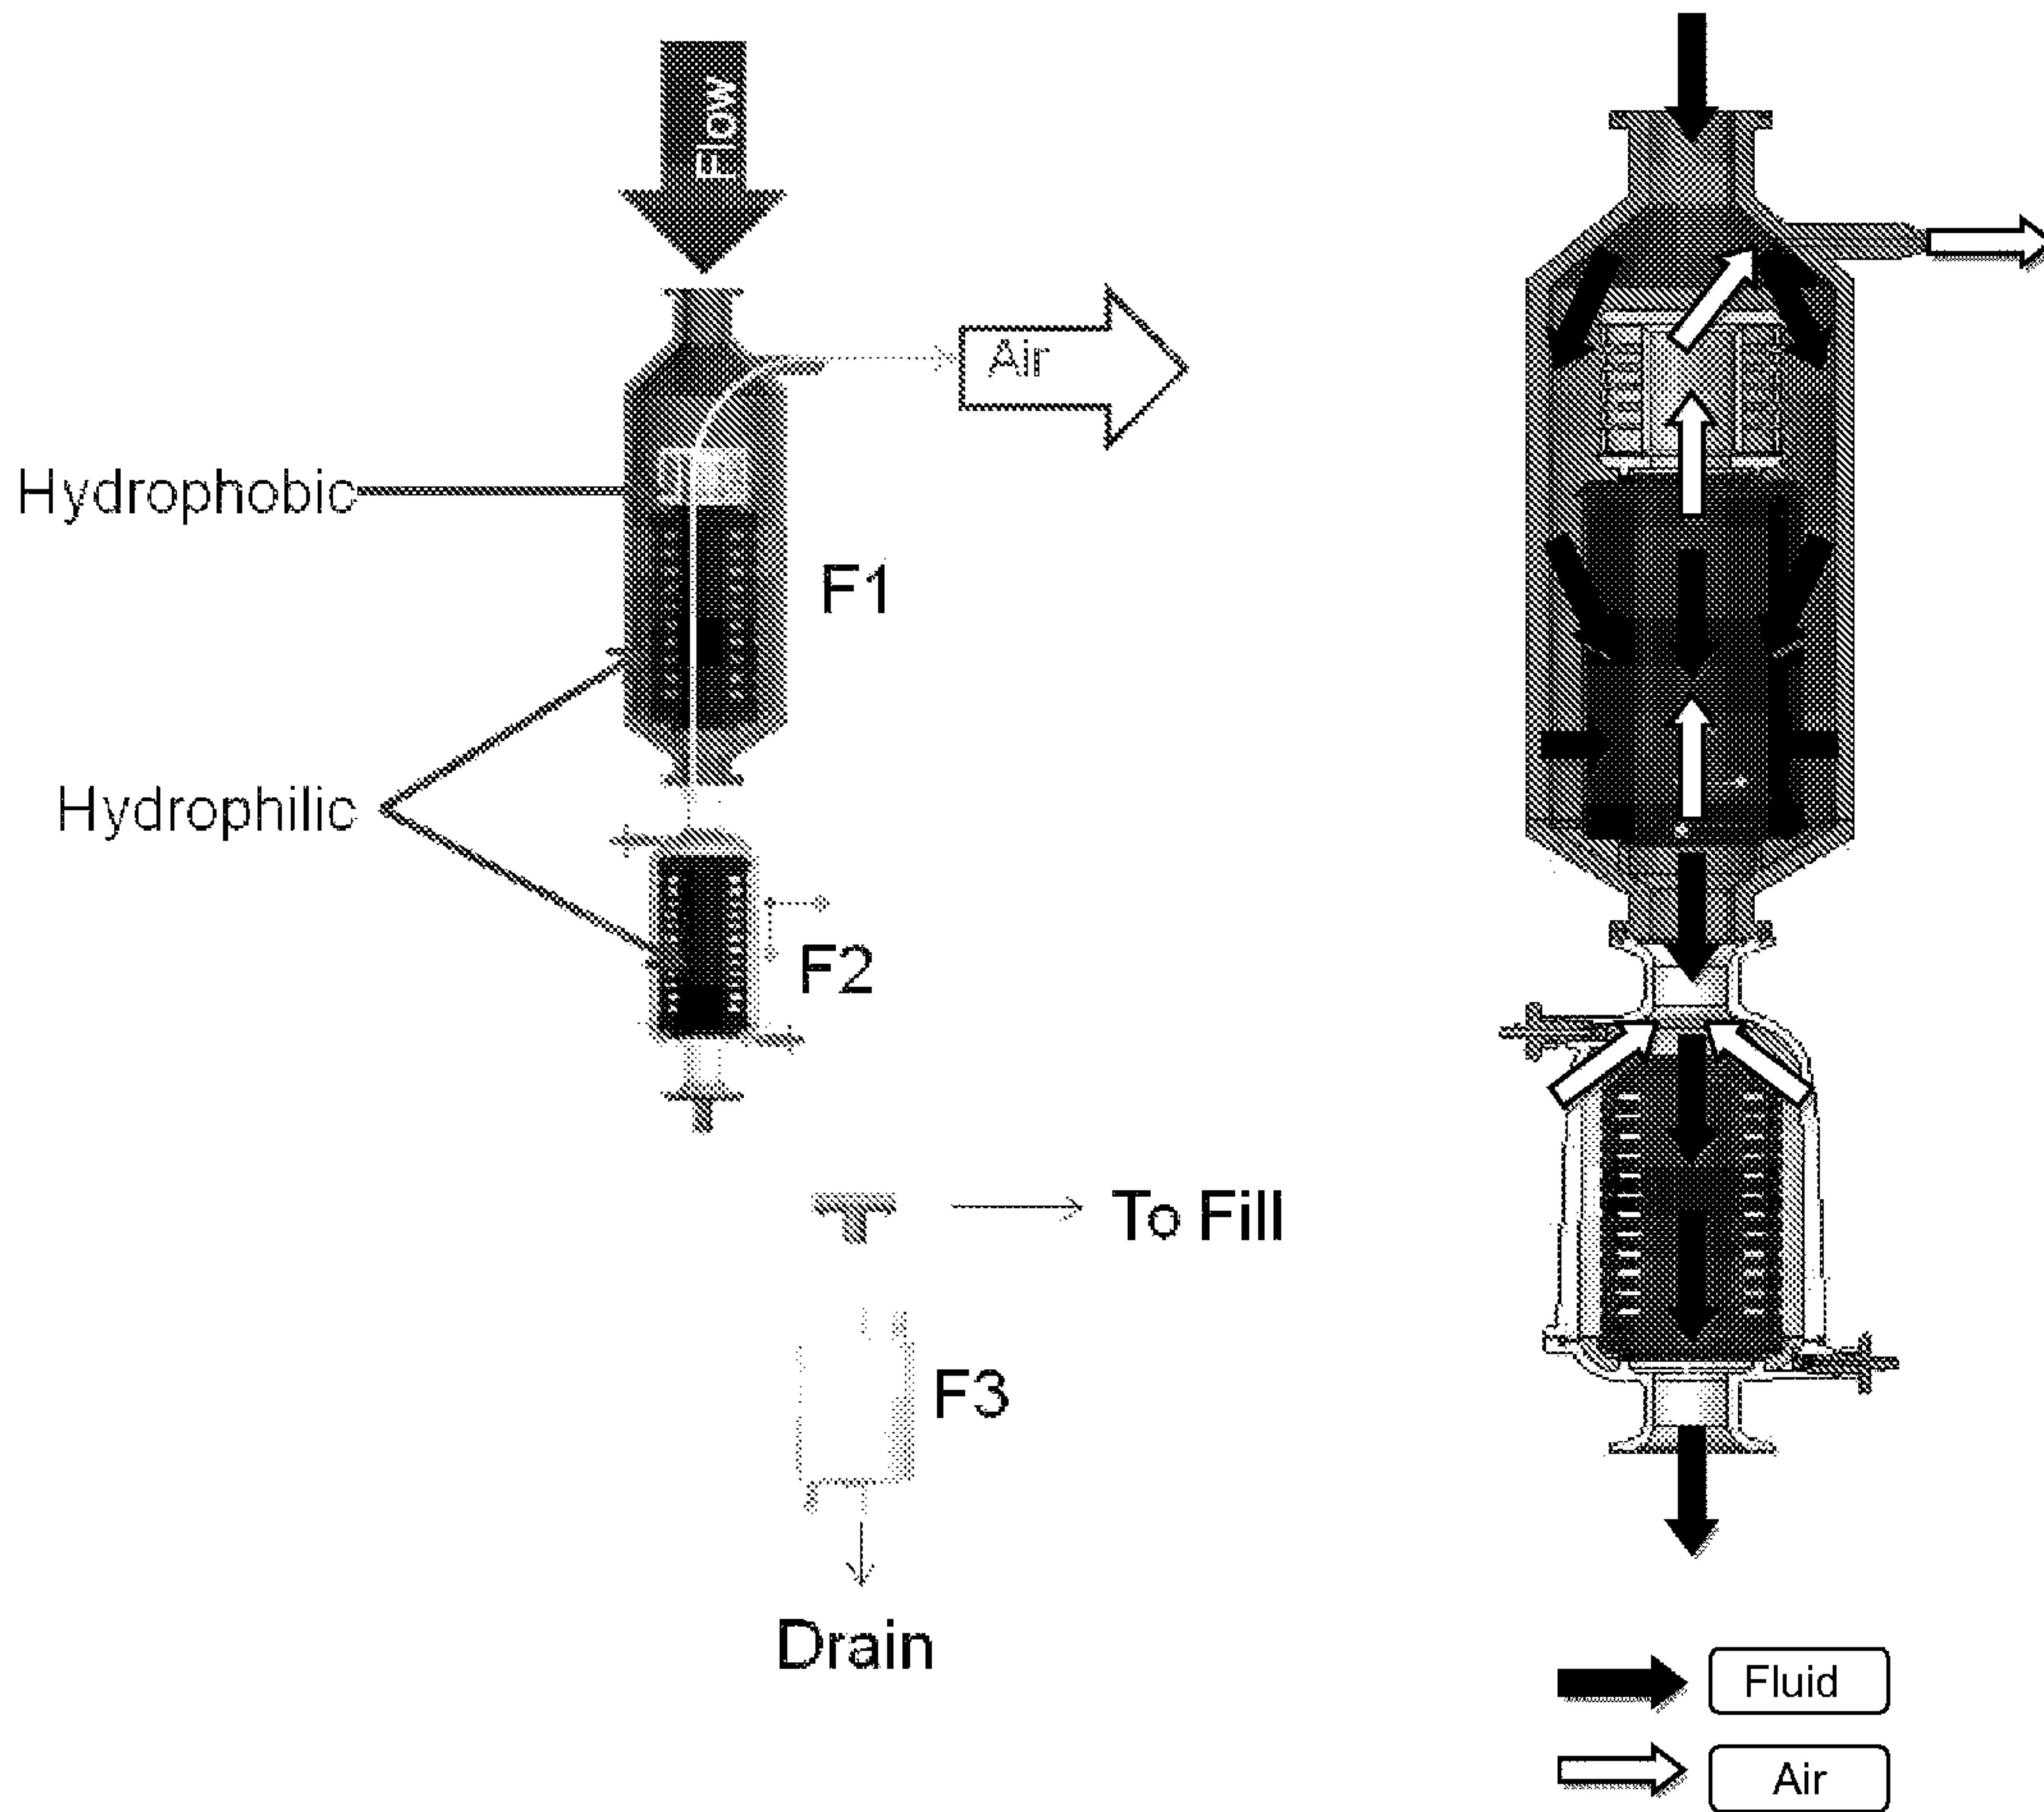 Flow
Air
Hydrophobic
F1
Hydrophilic
F2
To Fill
F3
Drain
Fluid
Air